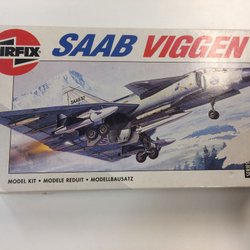 AIRFIX
SAAB VIGGEN
MODEL KIT • MODELE REDUIT • MODELLBAUSATZ